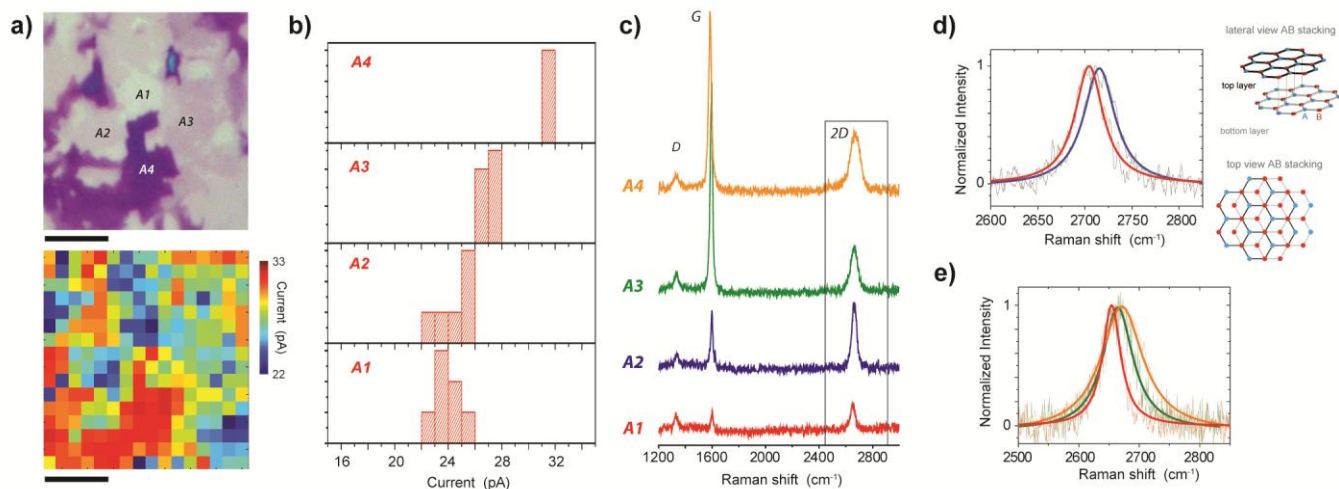 a)
A1
A2
A3
A4
33
Current (pA)
22
b)
A4
A3
A2
A1
16
20
24
28
32
Current (pA)
c)
G
D
2D
A4
A3
A2
A1
1200
1600
2000
2400
2800
Raman shift (cm⁻¹)
d)
Normalized Intensity
1
0
2600
2650
2700
2750
2800
Raman shift (cm⁻¹)
lateral view AB stacking
top layer
A B
bottom layer
top view AB stacking
e)
Normalized Intensity
1
0
2500
2600
2700
2800
Raman shift (cm⁻¹)